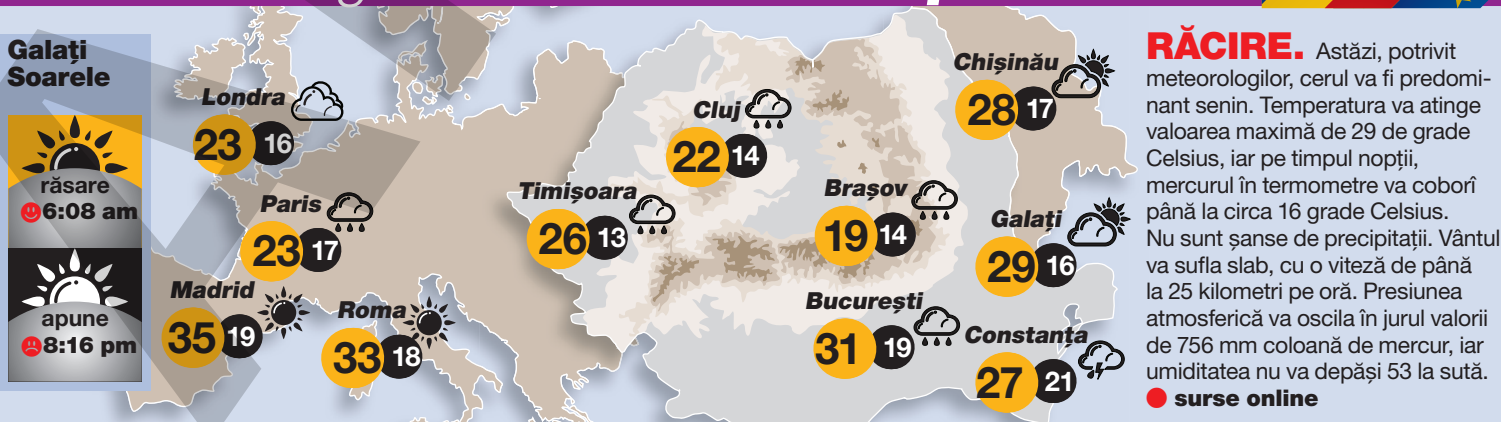 Galați
Soarele
răsare
6:08 am
apune
8:16 pm
Londra
23 16
Paris
23 17
Madrid
35 19
Roma
33 18
Timișoara
26 13
Cluj
22 14
Brașov
19 14
București
31 19
Chișinău
28 17
Galați
29 16
Constanța
27 21
RĂCIRE. Astăzi, potrivit
meteorologilor, cerul va fi predomi-
nant senin. Temperatura va atinge
valoarea maximă de 29 de grade
Celsius, iar pe timpul nopții,
mercurul în termometre va coborî
până la circa 16 grade Celsius.
Nu sunt șanse de precipitații. Vântul
va sufla slab, cu o viteză de până
la 25 kilometri pe oră. Presiunea
atmosferică va oscila în jurul valorii
de 756 mm coloană de mercur, iar
umiditatea nu va depăși 53 la sută.
surse online